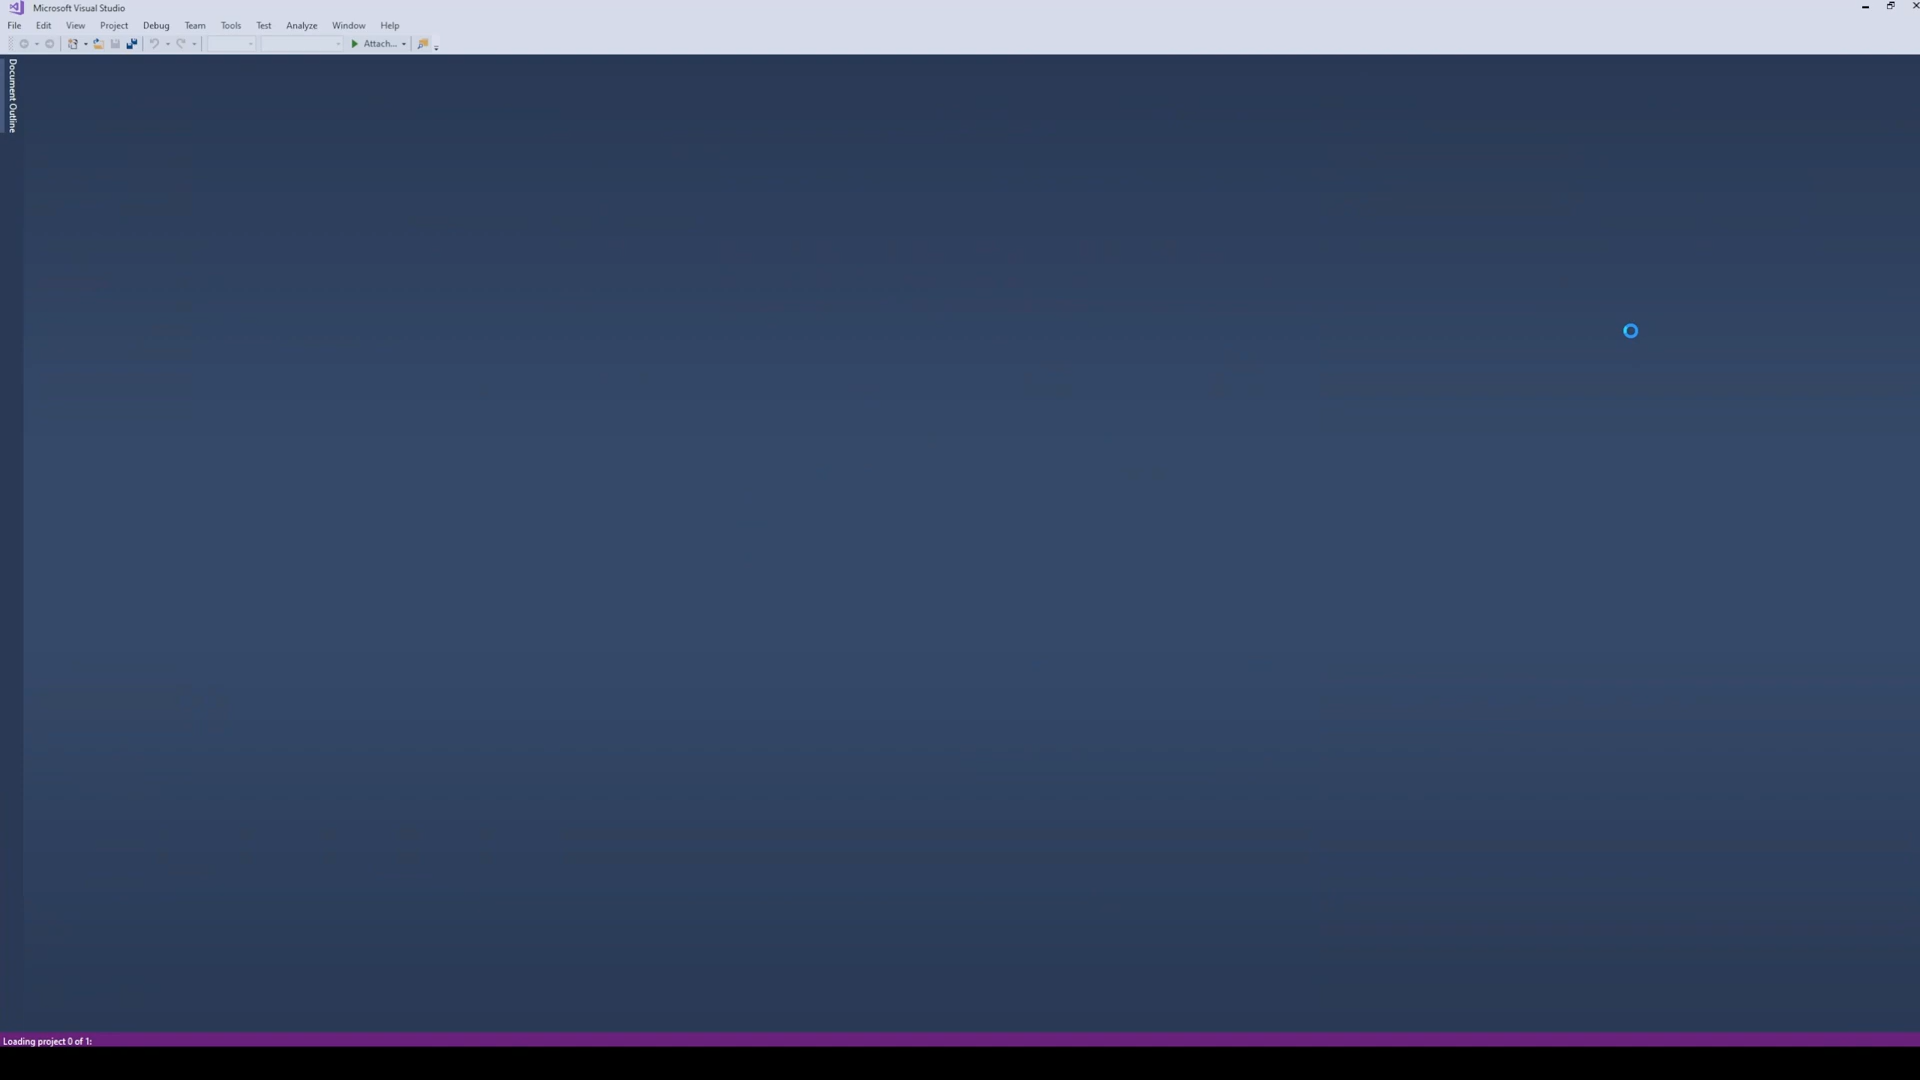 Microsoft Visual Studio
File Edit View Project Debug Team Tools Test Analyze Window Help
Attach...
Document Outline
Loading project 0 of 1: